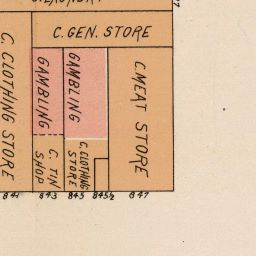 C. GEN. STORE
C. CLOTHING STORE
GAMBLING
GAMBLING
C. MEAT STORE
C. TIN
SHOP
C. CLOTHING
STORE
841
843
845
845½
847